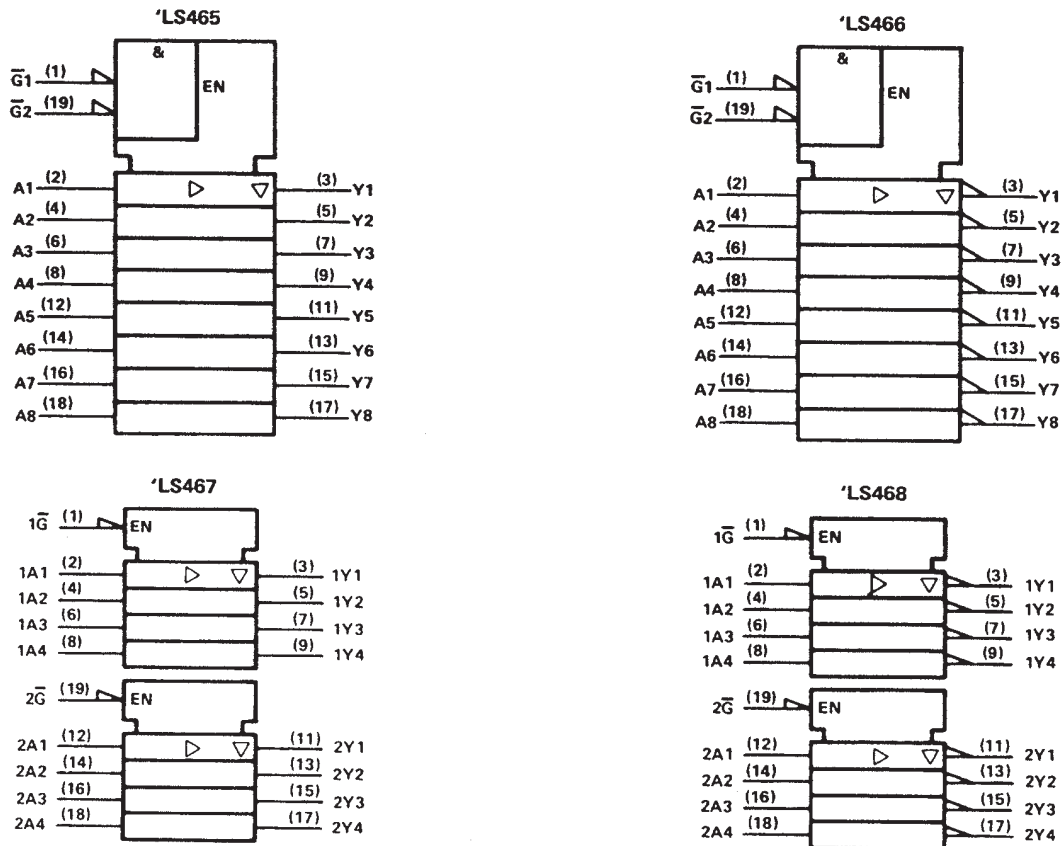 'LS465
&
EN
G̅1 (1)
G̅2 (19)
A1 (2) (3) Y1
A2 (4) (5) Y2
A3 (6) (7) Y3
A4 (8) (9) Y4
A5 (12) (11) Y5
A6 (14) (13) Y6
A7 (16) (15) Y7
A8 (18) (17) Y8
'LS466
&
EN
G̅1 (1)
G̅2 (19)
A1 (2) (3) Y1
A2 (4) (5) Y2
A3 (6) (7) Y3
A4 (8) (9) Y4
A5 (12) (11) Y5
A6 (14) (13) Y6
A7 (16) (15) Y7
A8 (18) (17) Y8
'LS467
1G̅ (1) EN
1A1 (2) (3) 1Y1
1A2 (4) (5) 1Y2
1A3 (6) (7) 1Y3
1A4 (8) (9) 1Y4
2G̅ (19) EN
2A1 (12) (11) 2Y1
2A2 (14) (13) 2Y2
2A3 (16) (15) 2Y3
2A4 (18) (17) 2Y4
'LS468
1G̅ (1) EN
1A1 (2) (3) 1Y1
1A2 (4) (5) 1Y2
1A3 (6) (7) 1Y3
1A4 (8) (9) 1Y4
2G̅ (19) EN
2A1 (12) (11) 2Y1
2A2 (14) (13) 2Y2
2A3 (16) (15) 2Y3
2A4 (18) (17) 2Y4